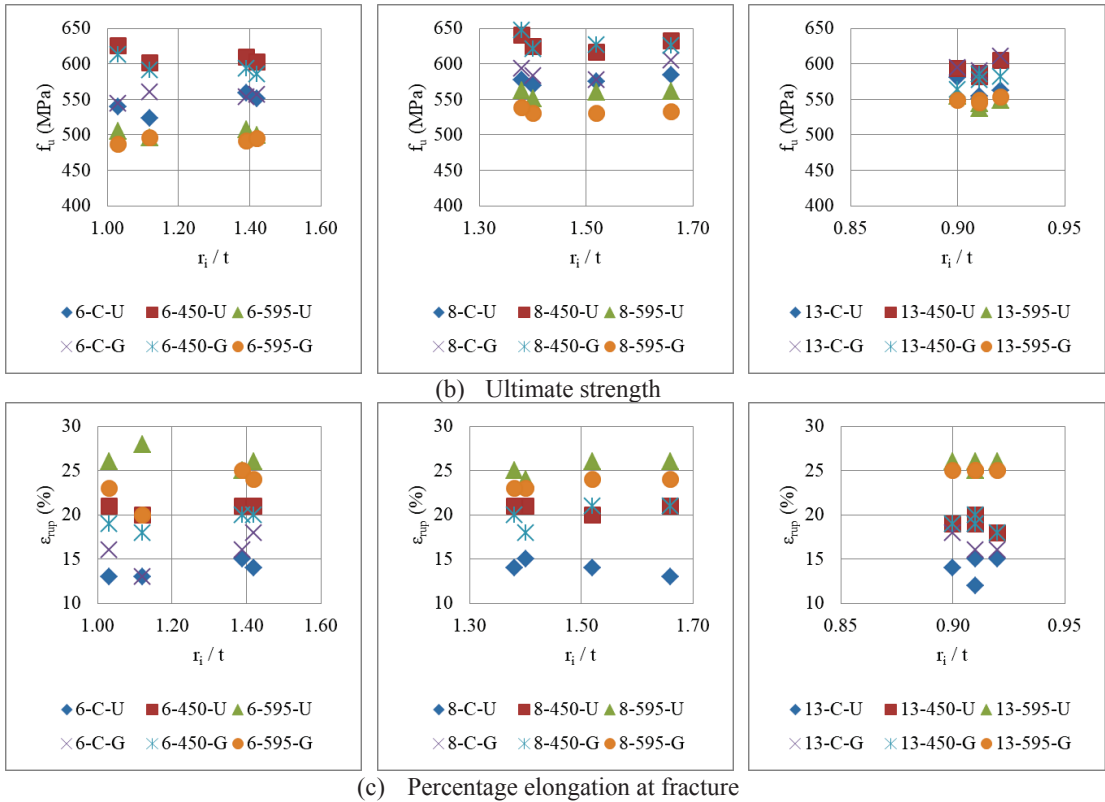 650
600
550
500
450
400
f_u (MPa)
1.00 1.20 1.40 1.60
r_i / t
6-C-U 6-450-U 6-595-U
6-C-G 6-450-G 6-595-G
650
600
550
500
450
400
f_u (MPa)
1.30 1.50 1.70
r_i / t
8-C-U 8-450-U 8-595-U
8-C-G 8-450-G 8-595-G
650
600
550
500
450
400
f_u (MPa)
0.85 0.90 0.95
r_i / t
13-C-U 13-450-U 13-595-U
13-C-G 13-450-G 13-595-G
(b) Ultimate strength
30
25
20
15
10
ε_rup (%)
1.00 1.20 1.40 1.60
r_i / t
6-C-U 6-450-U 6-595-U
6-C-G 6-450-G 6-595-G
30
25
20
15
10
ε_rup (%)
1.30 1.50 1.70
r_i / t
8-C-U 8-450-U 8-595-U
8-C-G 8-450-G 8-595-G
30
25
20
15
10
ε_rup (%)
0.85 0.90 0.95
r_i / t
13-C-U 13-450-U 13-595-U
13-C-G 13-450-G 13-595-G
(c) Percentage elongation at fracture